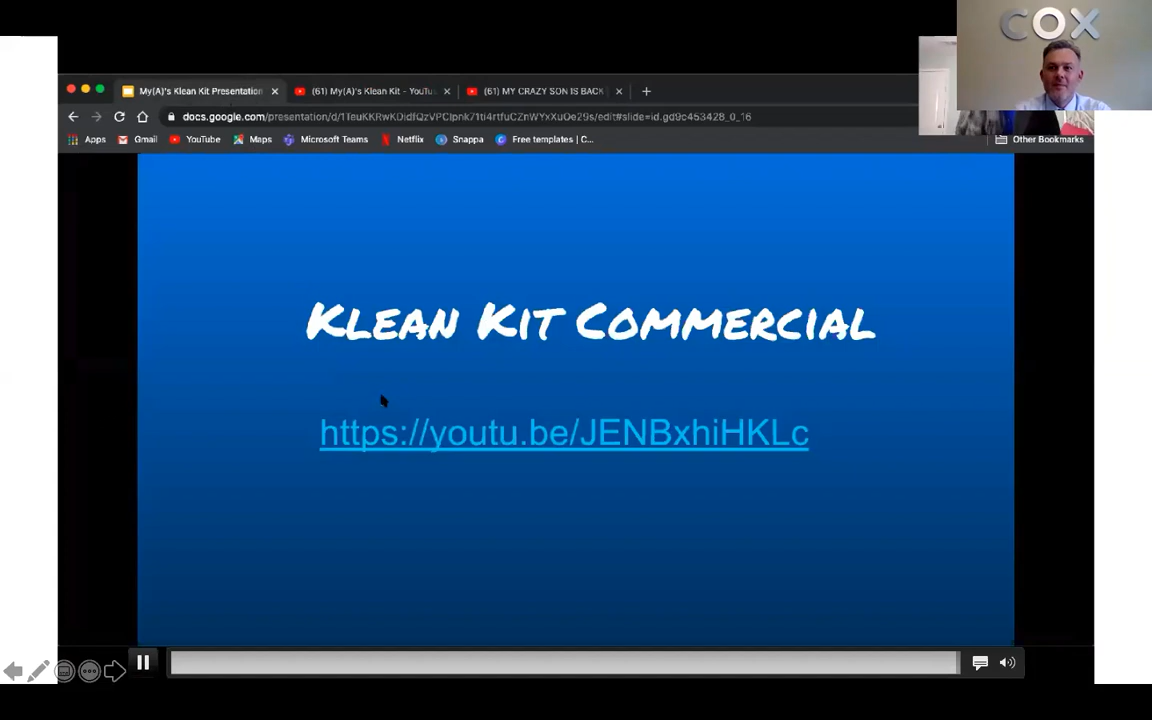 COX
My(A)'s Klean Kit Presentation
(61) My(A)'s Klean Kit - YouTu
(61) MY CRAZY SON IS BACK
Apps
Gmail
YouTube
Maps
Microsoft Teams
Netflix
Snappa
Free templates | C...
Other Bookmarks
Klean Kit Commercial
https://youtu.be/JENBxhiHKLc